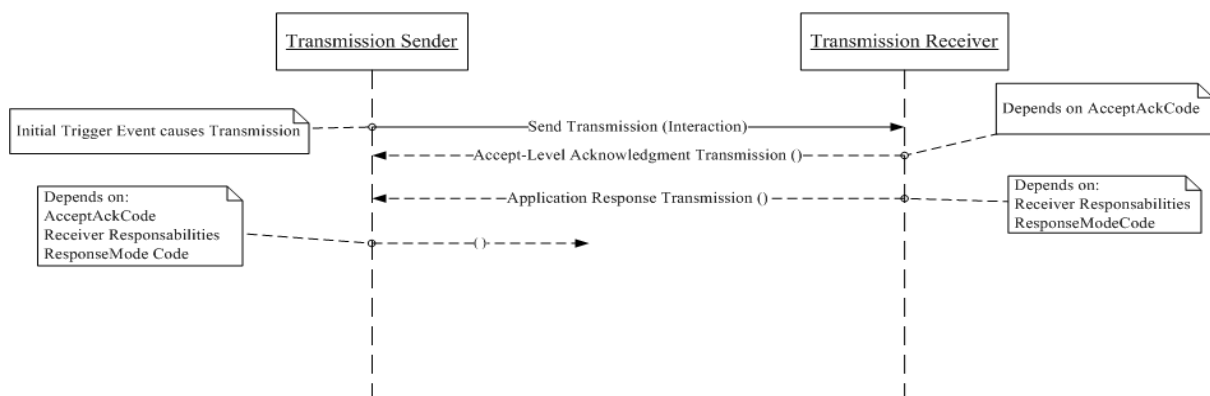 Transmission Sender
Transmission Receiver
Initial Trigger Event causes Transmission
Send Transmission (Interaction)
Depends on AcceptAckCode
Accept-Level Acknowledgment Transmission ()
Application Response Transmission ()
Depends on:
Receiver Responsabilities
ResponseModeCode
Depends on:
AcceptAckCode
Receiver Responsabilities
ResponseMode Code
( )